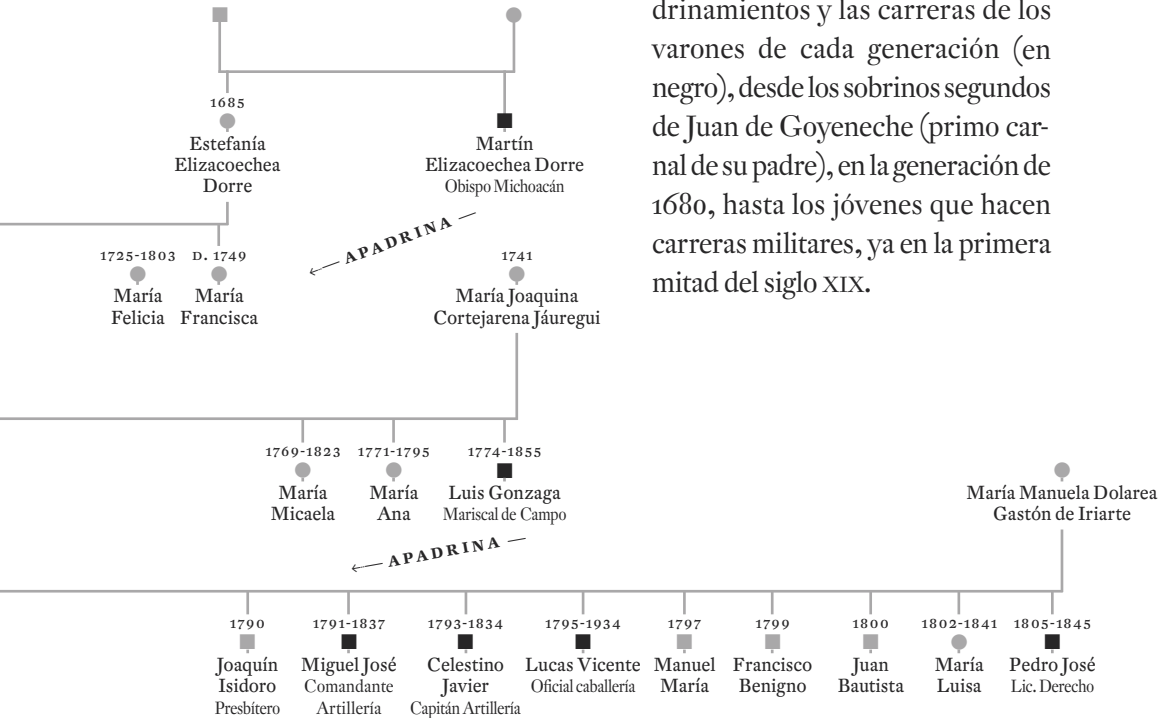 drinamientos y las carreras de los
varones de cada generación (en
negro), desde los sobrinos segundos
de Juan de Goyeneche (primo car-
nal de su padre), en la generación de
1680, hasta los jóvenes que hacen
carreras militares, ya en la primera
mitad del siglo XIX.
1685
Estefanía
Elizacoechea
Dorre
Martín
Elizacoechea Dorre
Obispo Michoacán
APADRINA
1725-1803
María
Felicia
D. 1749
María
Francisca
1741
María Joaquina
Cortejarena Jáuregui
1769-1823
María
Micaela
1771-1795
María
Ana
1774-1855
Luis Gonzaga
Mariscal de Campo
María Manuela Dolarea
Gastón de Iriarte
APADRINA
1790
Joaquín
Isidoro
Presbítero
1791-1837
Miguel José
Comandante
Artillería
1793-1834
Celestino
Javier
Capitán Artillería
1795-1934
Lucas Vicente
Oficial caballería
1797
Manuel
María
1799
Francisco
Benigno
1800
Juan
Bautista
1802-1841
María
Luisa
1805-1845
Pedro José
Lic. Derecho